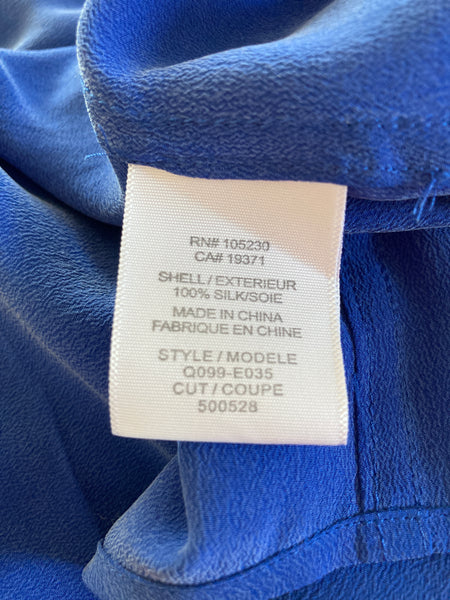 RN# 105230
CA# 19371
SHELL / EXTERIEUR
100% SILK/SOIE
MADE IN CHINA
FABRIQUE EN CHINE
STYLE / MODELE
Q099-E035
CUT / COUPE
500528